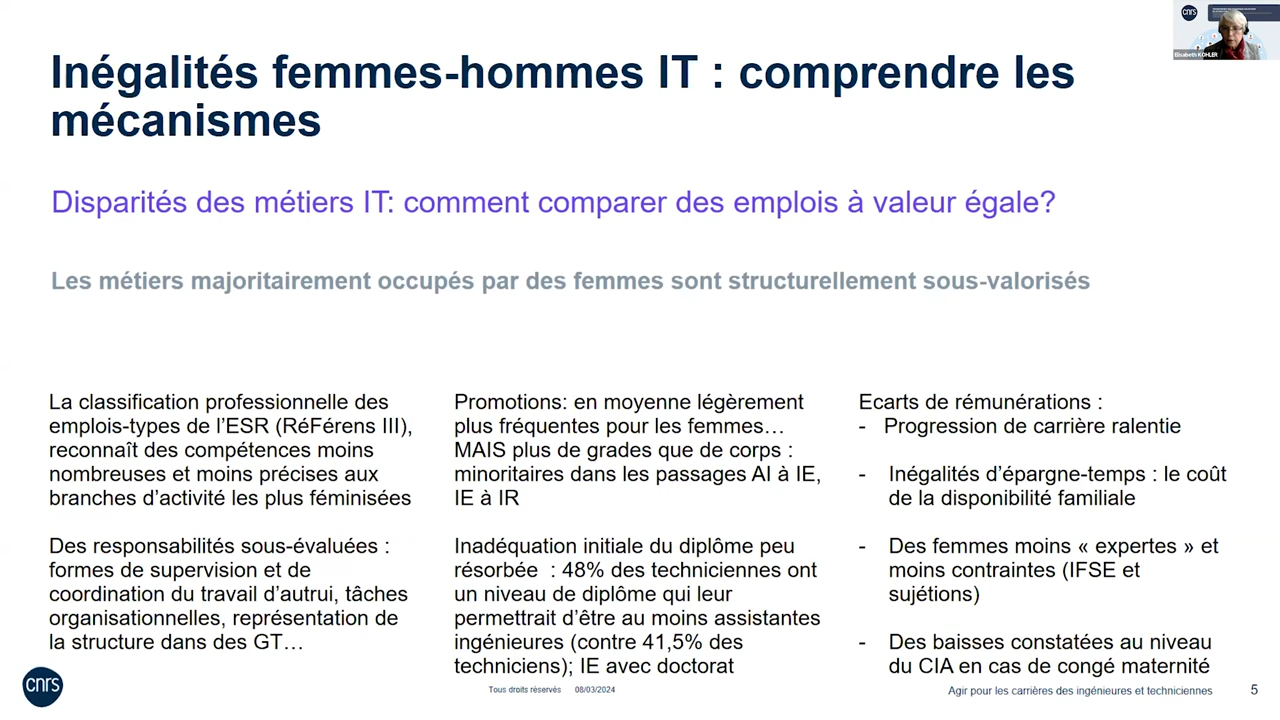 cnrs
Elisabeth KOHLER
Inégalités femmes-hommes IT : comprendre les
mécanismes
Disparités des métiers IT: comment comparer des emplois à valeur égale?
Les métiers majoritairement occupés par des femmes sont structurellement sous-valorisés
La classification professionnelle des
emplois-types de l’ESR (RéFérens III),
reconnaît des compétences moins
nombreuses et moins précises aux
branches d’activité les plus féminisées
Des responsabilités sous-évaluées :
formes de supervision et de
coordination du travail d’autrui, tâches
organisationnelles, représentation de
la structure dans des GT…
Promotions: en moyenne légèrement
plus fréquentes pour les femmes…
MAIS plus de grades que de corps :
minoritaires dans les passages AI à IE,
IE à IR
Inadéquation initiale du diplôme peu
résorbée : 48% des techniciennes ont
un niveau de diplôme qui leur
permettrait d’être au moins assistantes
ingénieures (contre 41,5% des
techniciens); IE avec doctorat
Ecarts de rémunérations :
- Progression de carrière ralentie
- Inégalités d’épargne-temps : le coût
de la disponibilité familiale
- Des femmes moins « expertes » et
moins contraintes (IFSE et
sujétions)
- Des baisses constatées au niveau
du CIA en cas de congé maternité
cnrs
Tous droits réservés 08/03/2024
Agir pour les carrières des ingénieures et techniciennes 5